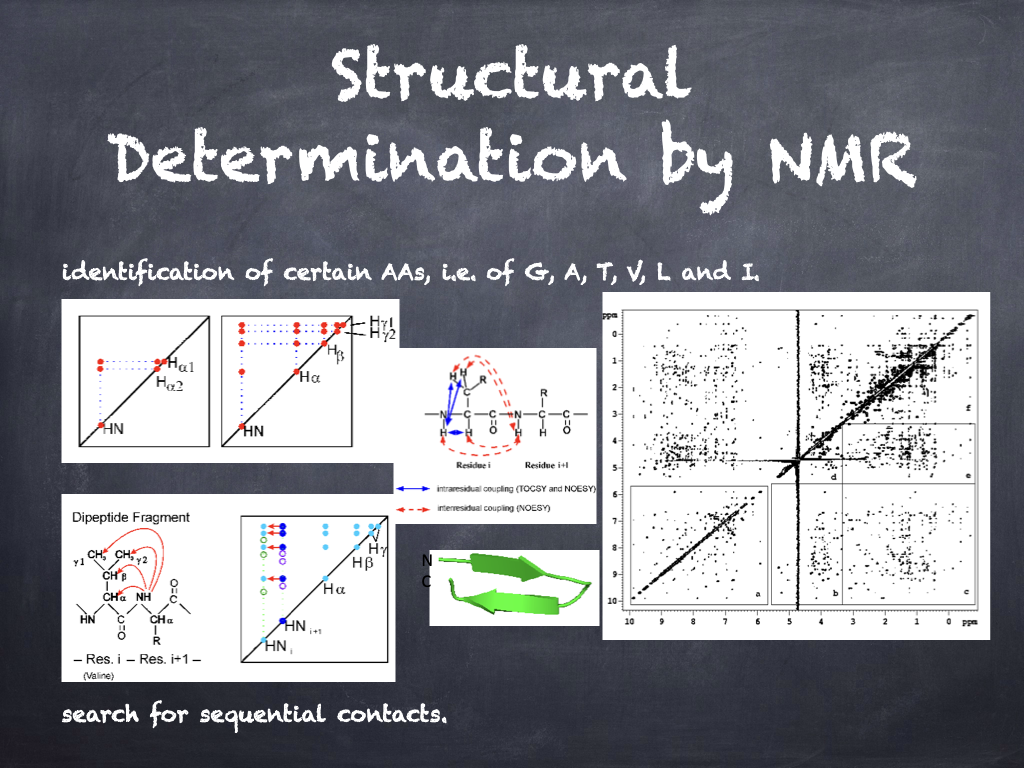 Structural
Determination by NMR
identification of certain AAs, i.e. of G, A, T, V, L and I.
Hα1
Hα2
HN
Hγ1
Hγ2
Hβ
Hα
HN
H H R
C
N C C N C C
H H O H H O
R
Residue i Residue i+1
intraresidual coupling (TOCSY and NOESY)
interresidual coupling (NOESY)
Dipeptide Fragment
γ1 CH3 CH3 γ2
CH β
CHα NH
HN C CHα C
O R O
– Res. i – Res. i+1 –
(Valine)
Hγ
Hβ
Hα
HN i+1
HN i
N
C
ppm
0
1
2
3
4
5
6
7
8
9
10
a b c d e f
10 9 8 7 6 5 4 3 2 1 0 ppm
search for sequential contacts.